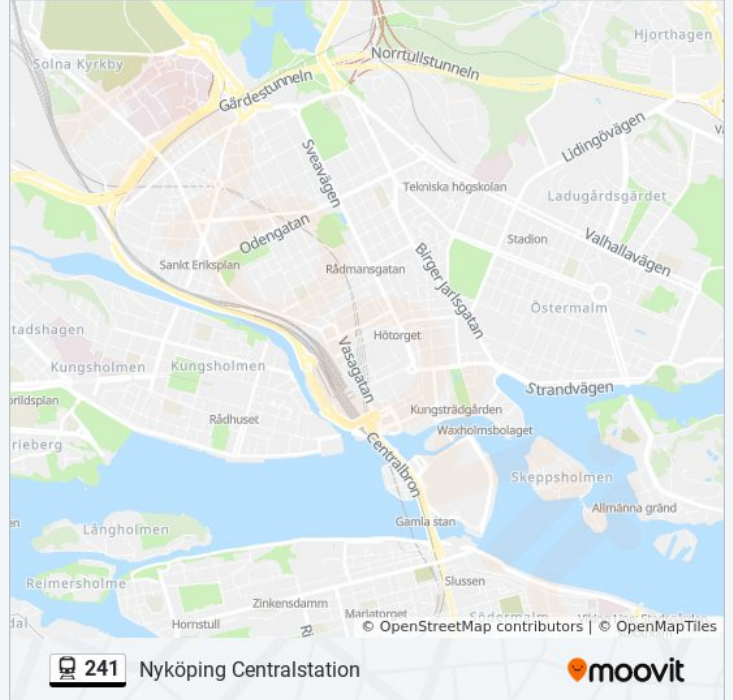 Hjorthagen
Solna Kyrkby
Norrtullstunneln
Gärdestunneln
Lidingövägen
Sveavägen
Tekniska högskolan
Ladugårdsgärdet
Odengatan
Stadion
Valhallavägen
Sankt Eriksplan
Rådmansgatan
Birger Jarlsgatan
Östermalm
tadshagen
Hötorget
Vasagatan
Kungsholmen
Kungsholmen
Strandvägen
Kungsträdgården
Rådhuset
Waxholmsbolaget
rieberg
Centralbron
Skeppsholmen
Allmänna gränd
Gamla stan
Långholmen
Reimersholme
Slussen
Zinkensdamm
Mariatorget
Hornstull
© OpenStreetMap contributors | © OpenMapTiles
241 Nyköping Centralstation
moovit